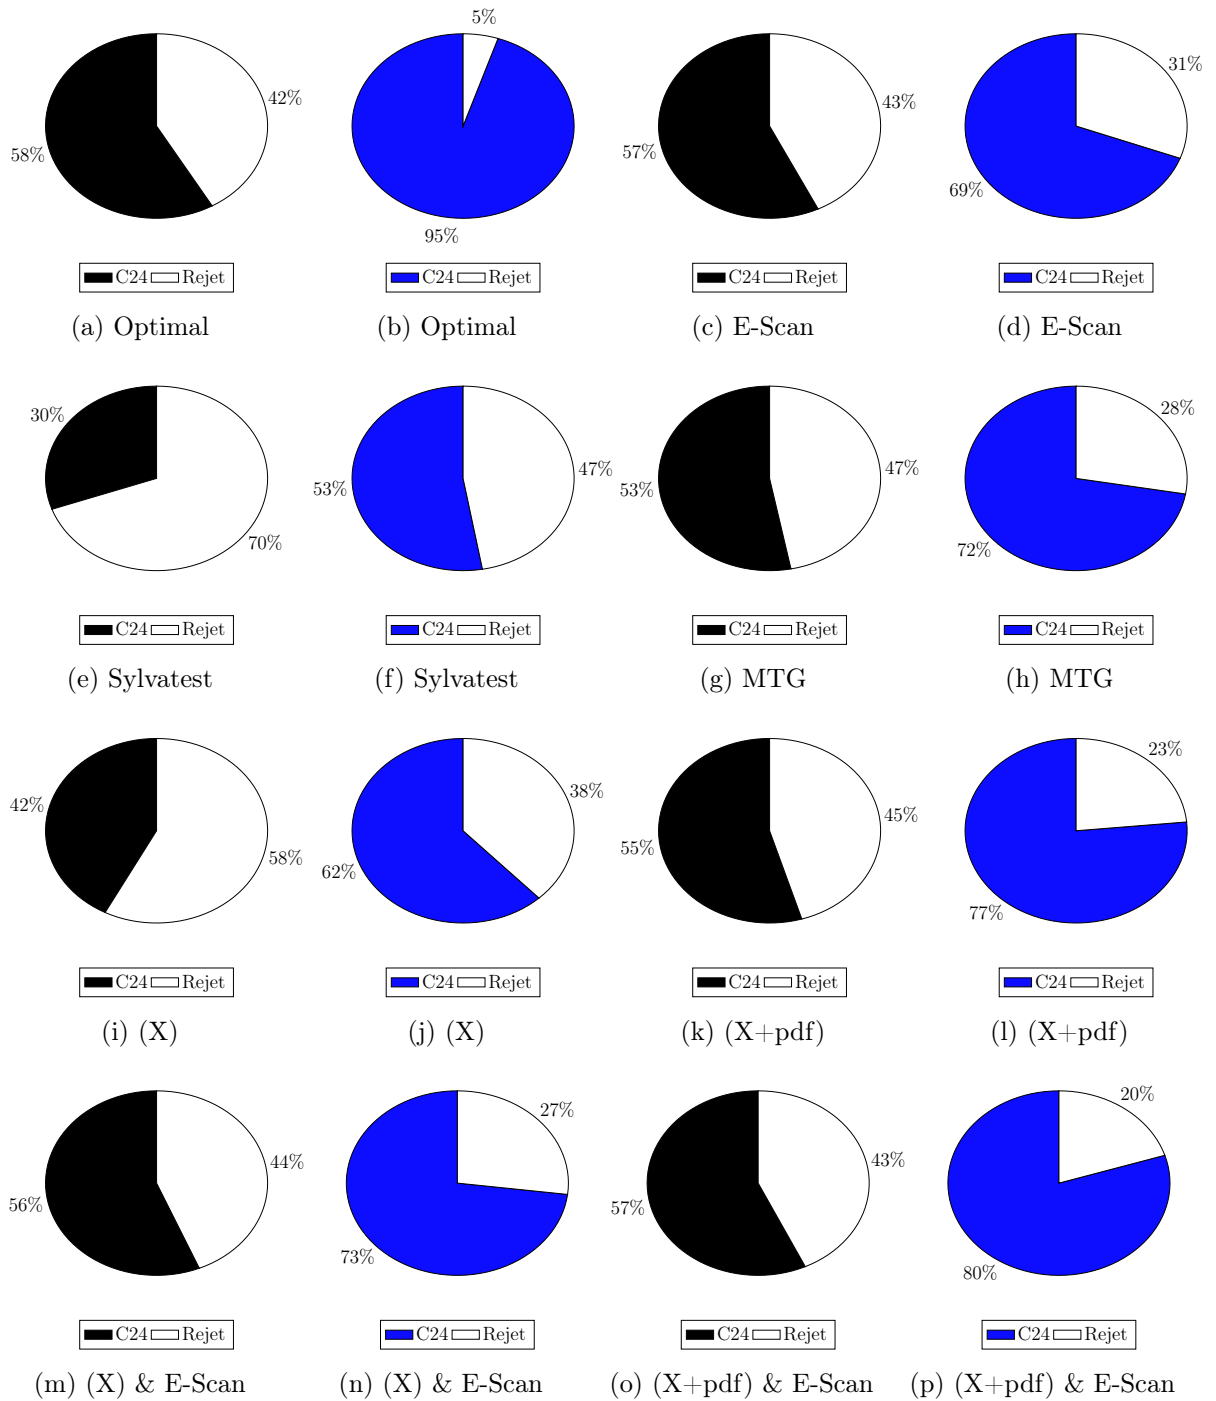 5%
42%
58%
95%
43%
57%
31%
69%
C24 Rejet
C24 Rejet
C24 Rejet
C24 Rejet
(a) Optimal
(b) Optimal
(c) E-Scan
(d) E-Scan
30%
70%
47%
53%
47%
53%
28%
72%
C24 Rejet
C24 Rejet
C24 Rejet
C24 Rejet
(e) Sylvatest
(f) Sylvatest
(g) MTG
(h) MTG
42%
58%
38%
62%
45%
55%
23%
77%
C24 Rejet
C24 Rejet
C24 Rejet
C24 Rejet
(i) (X)
(j) (X)
(k) (X+pdf)
(l) (X+pdf)
44%
56%
27%
73%
43%
57%
20%
80%
C24 Rejet
C24 Rejet
C24 Rejet
C24 Rejet
(m) (X) & E-Scan
(n) (X) & E-Scan
(o) (X+pdf) & E-Scan
(p) (X+pdf) & E-Scan